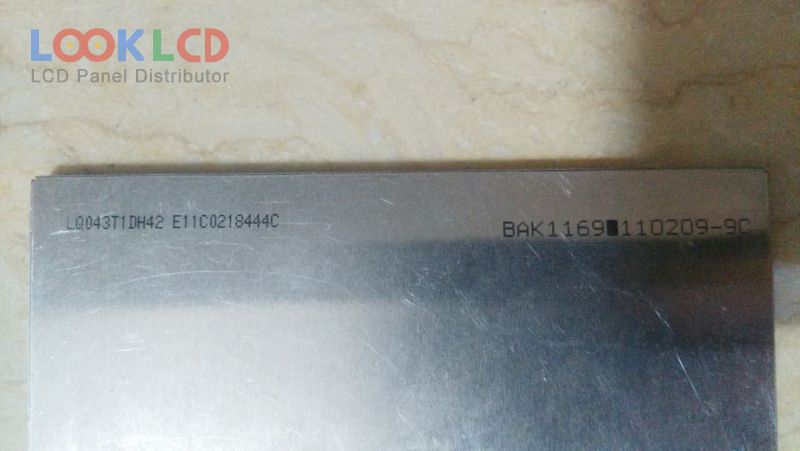 LOOK LCD
LCD Panel Distributor
LQ043T1DH42 E11C0218444C
BAK1169█110209-9C